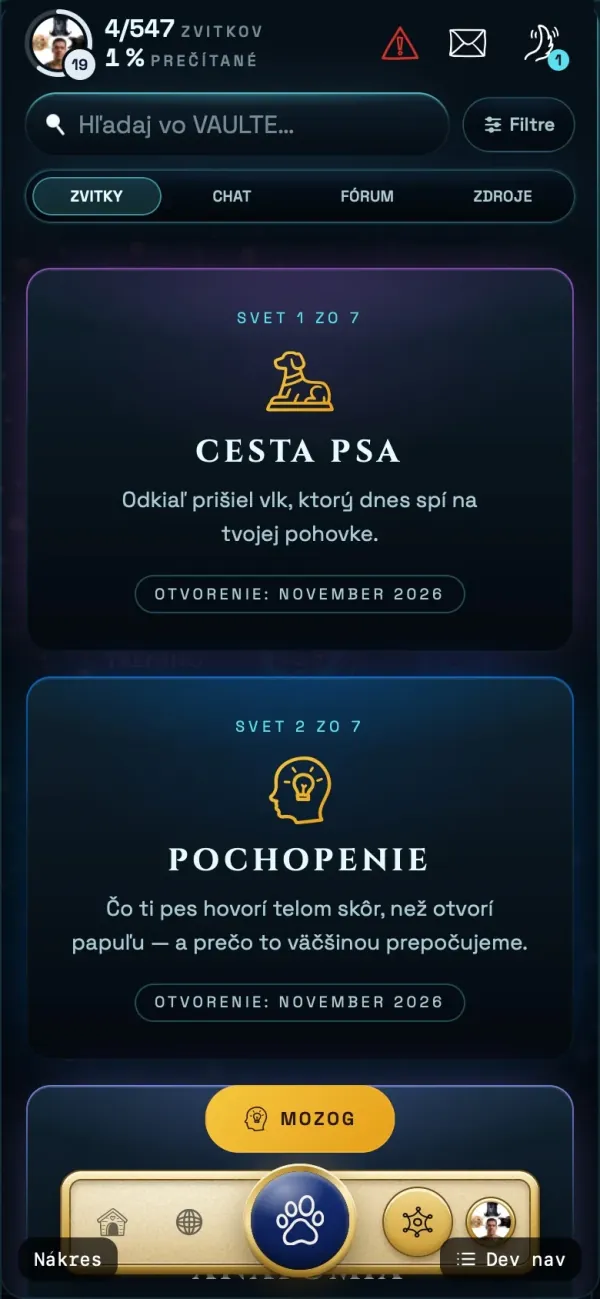 4/547 ZVITKOV
1 % PREČÍTANÉ
19
1
Hľadaj vo VAULTE...
Filtre
ZVITKY CHAT FÓRUM ZDROJE
SVET 1 ZO 7
CESTA PSA
Odkiaľ prišiel vlk, ktorý dnes spí na
tvojej pohovke.
OTVORENIE: NOVEMBER 2026
SVET 2 ZO 7
POCHOPENIE
Čo ti pes hovorí telom skôr, než otvorí
papuľu — a prečo to väčšinou prepočujeme.
OTVORENIE: NOVEMBER 2026
MOZOG
Nákres
Dev nav